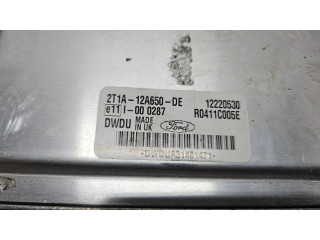 2T1A-12A650-DE 12220530
e11 I-00 0287 R0411C005E
DWDU MADE IN UK Ford